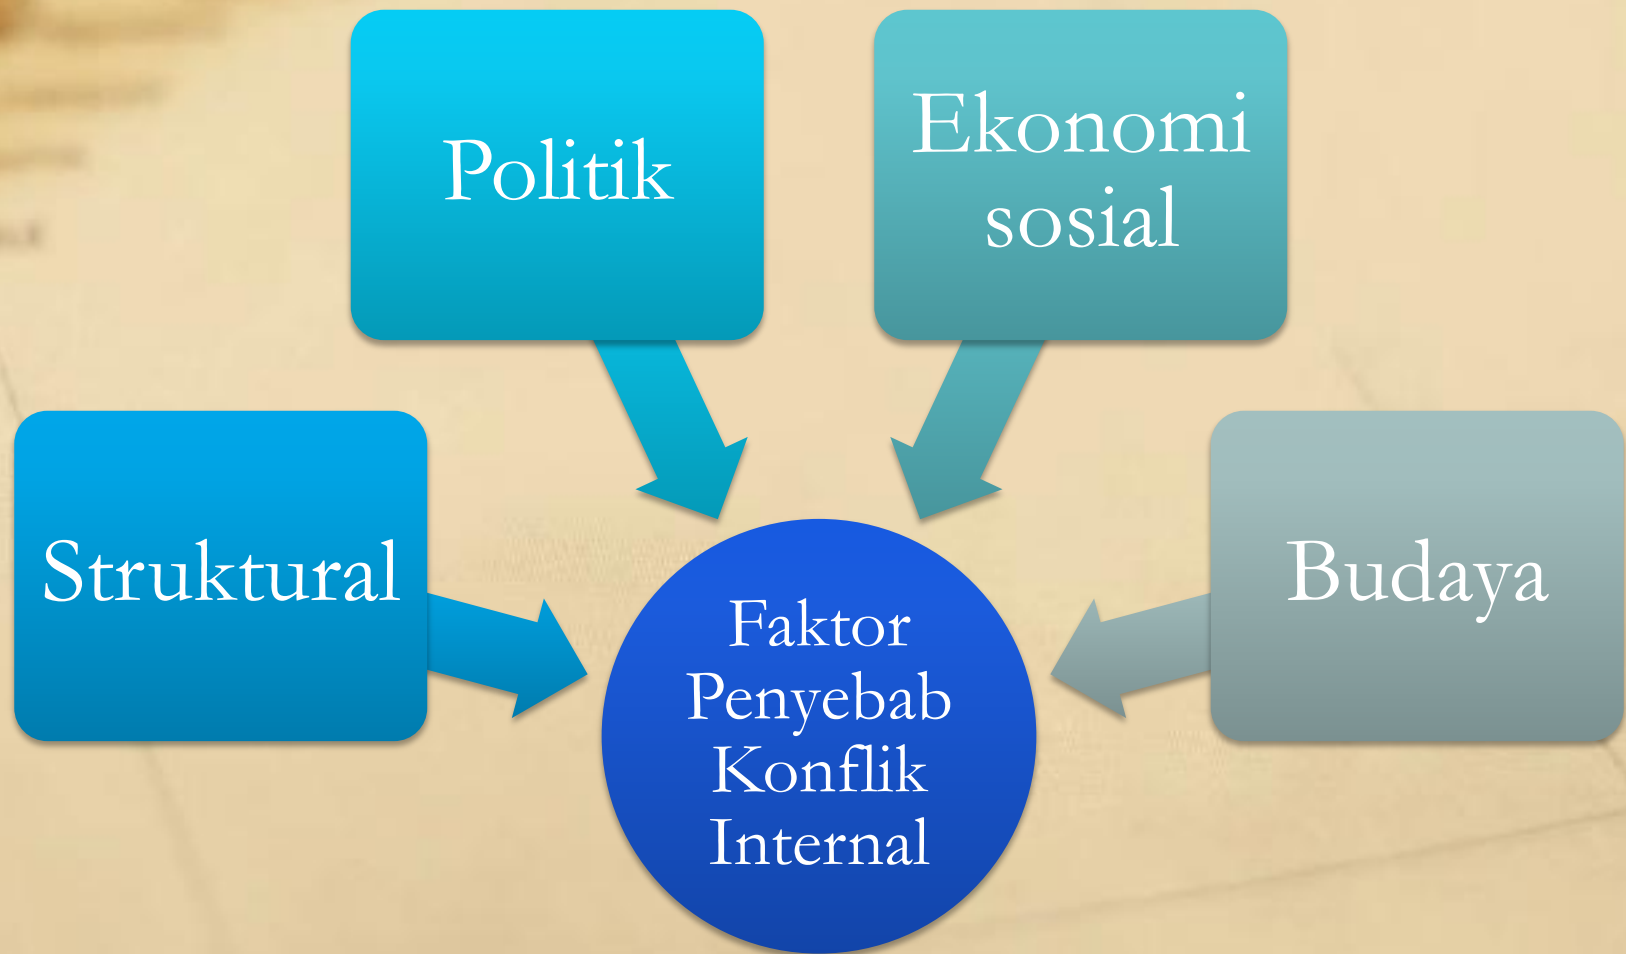 Politik
Ekonomi
sosial
Struktural
Budaya
Faktor
Penyebab
Konflik
Internal